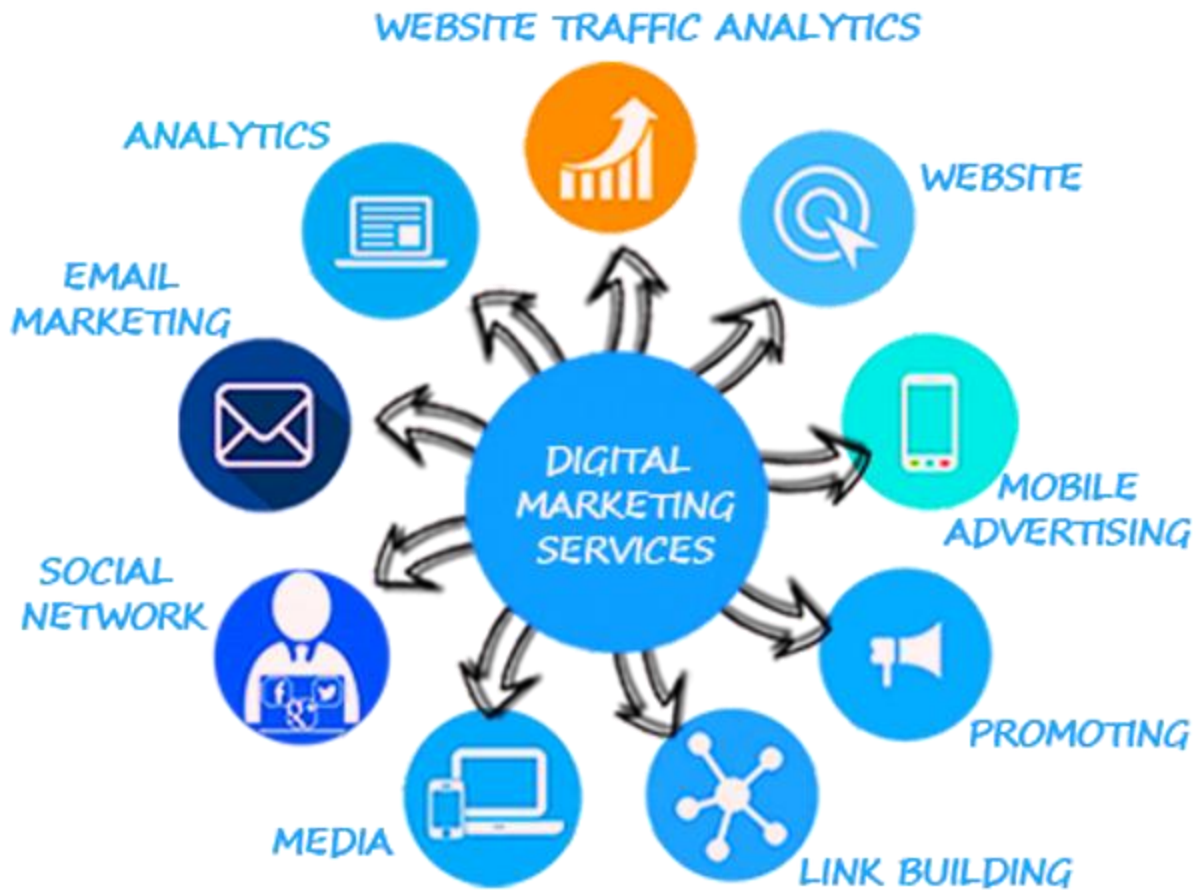 WEBSITE TRAFFIC ANALYTICS
ANALYTICS
WEBSITE
EMAIL
MARKETING
DIGITAL
MARKETING
SERVICES
MOBILE
ADVERTISING
SOCIAL
NETWORK
f
g+
PROMOTING
MEDIA
LINK BUILDING